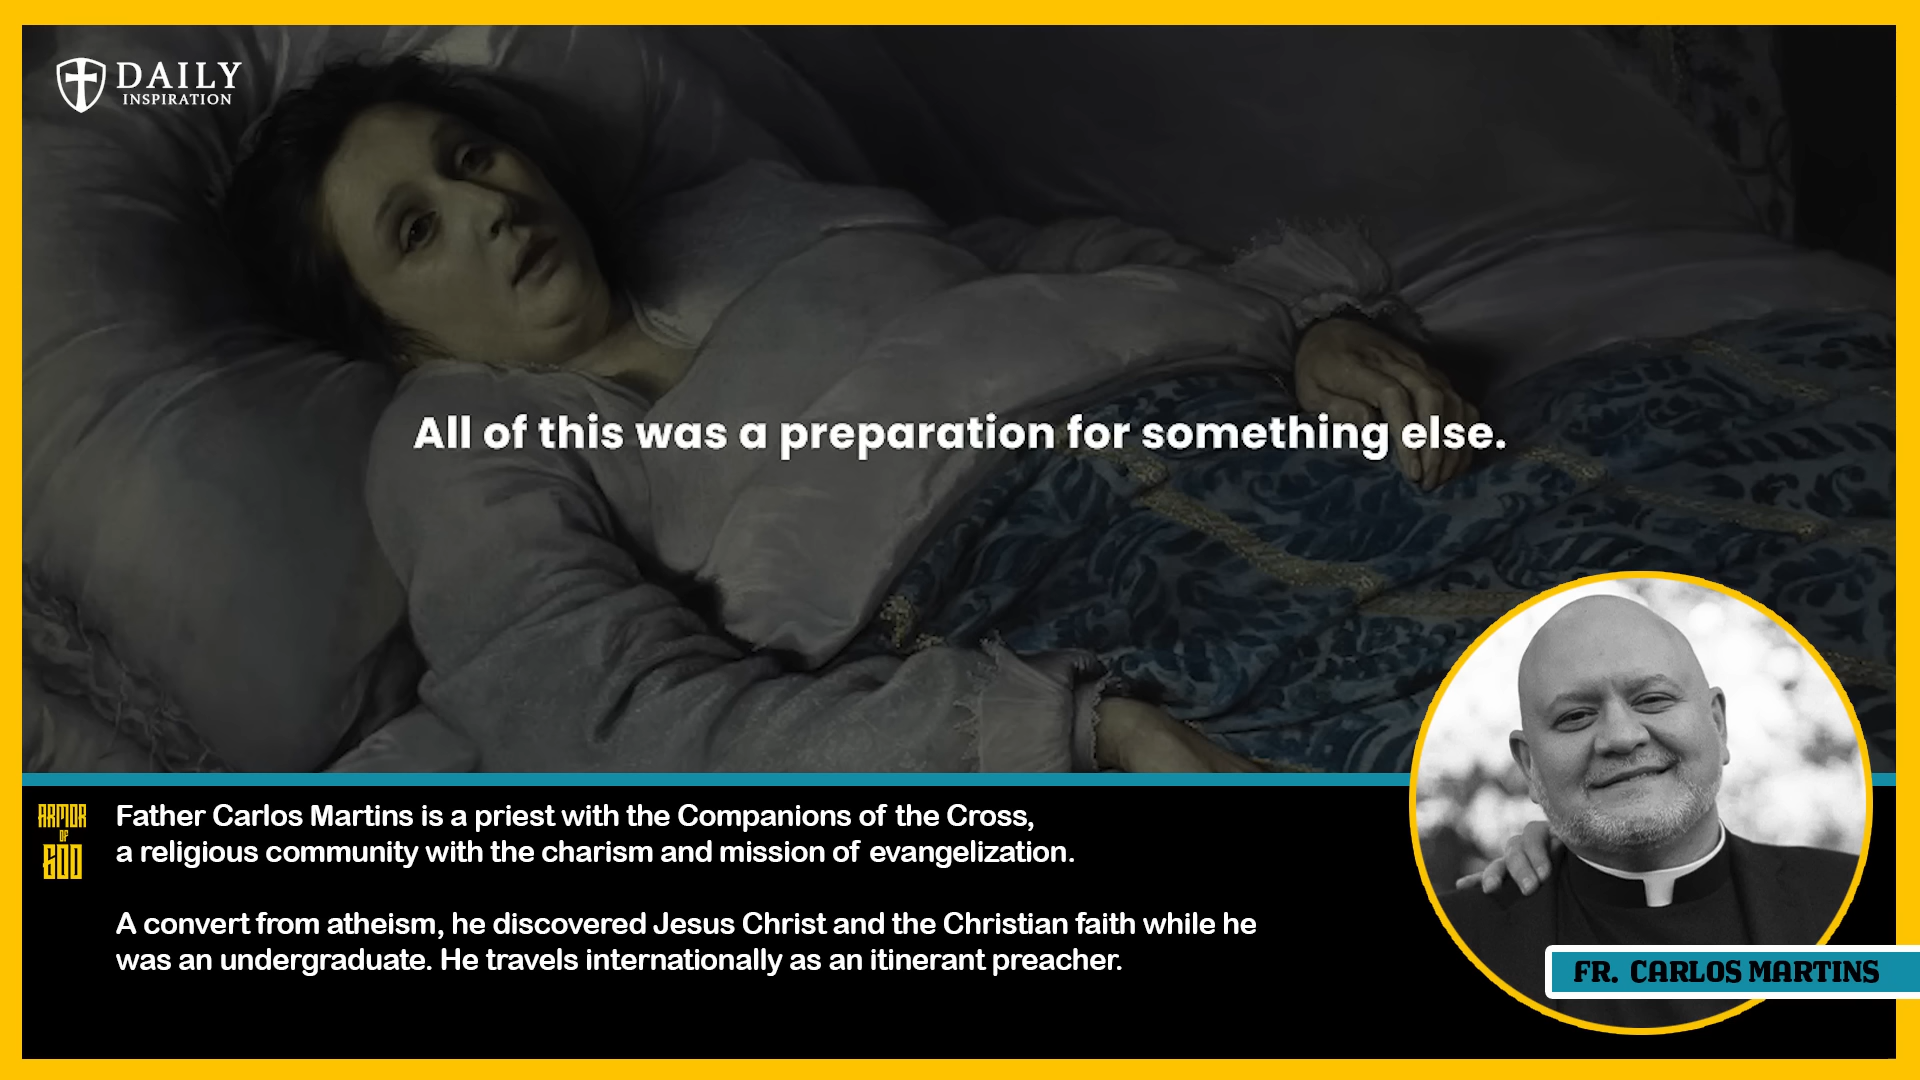 DAILY
INSPIRATION
All of this was a preparation for something else.
ARMOR
OF
GOD
Father Carlos Martins is a priest with the Companions of the Cross,
a religious community with the charism and mission of evangelization.
A convert from atheism, he discovered Jesus Christ and the Christian faith while he
was an undergraduate. He travels internationally as an itinerant preacher.
FR. CARLOS MARTINS